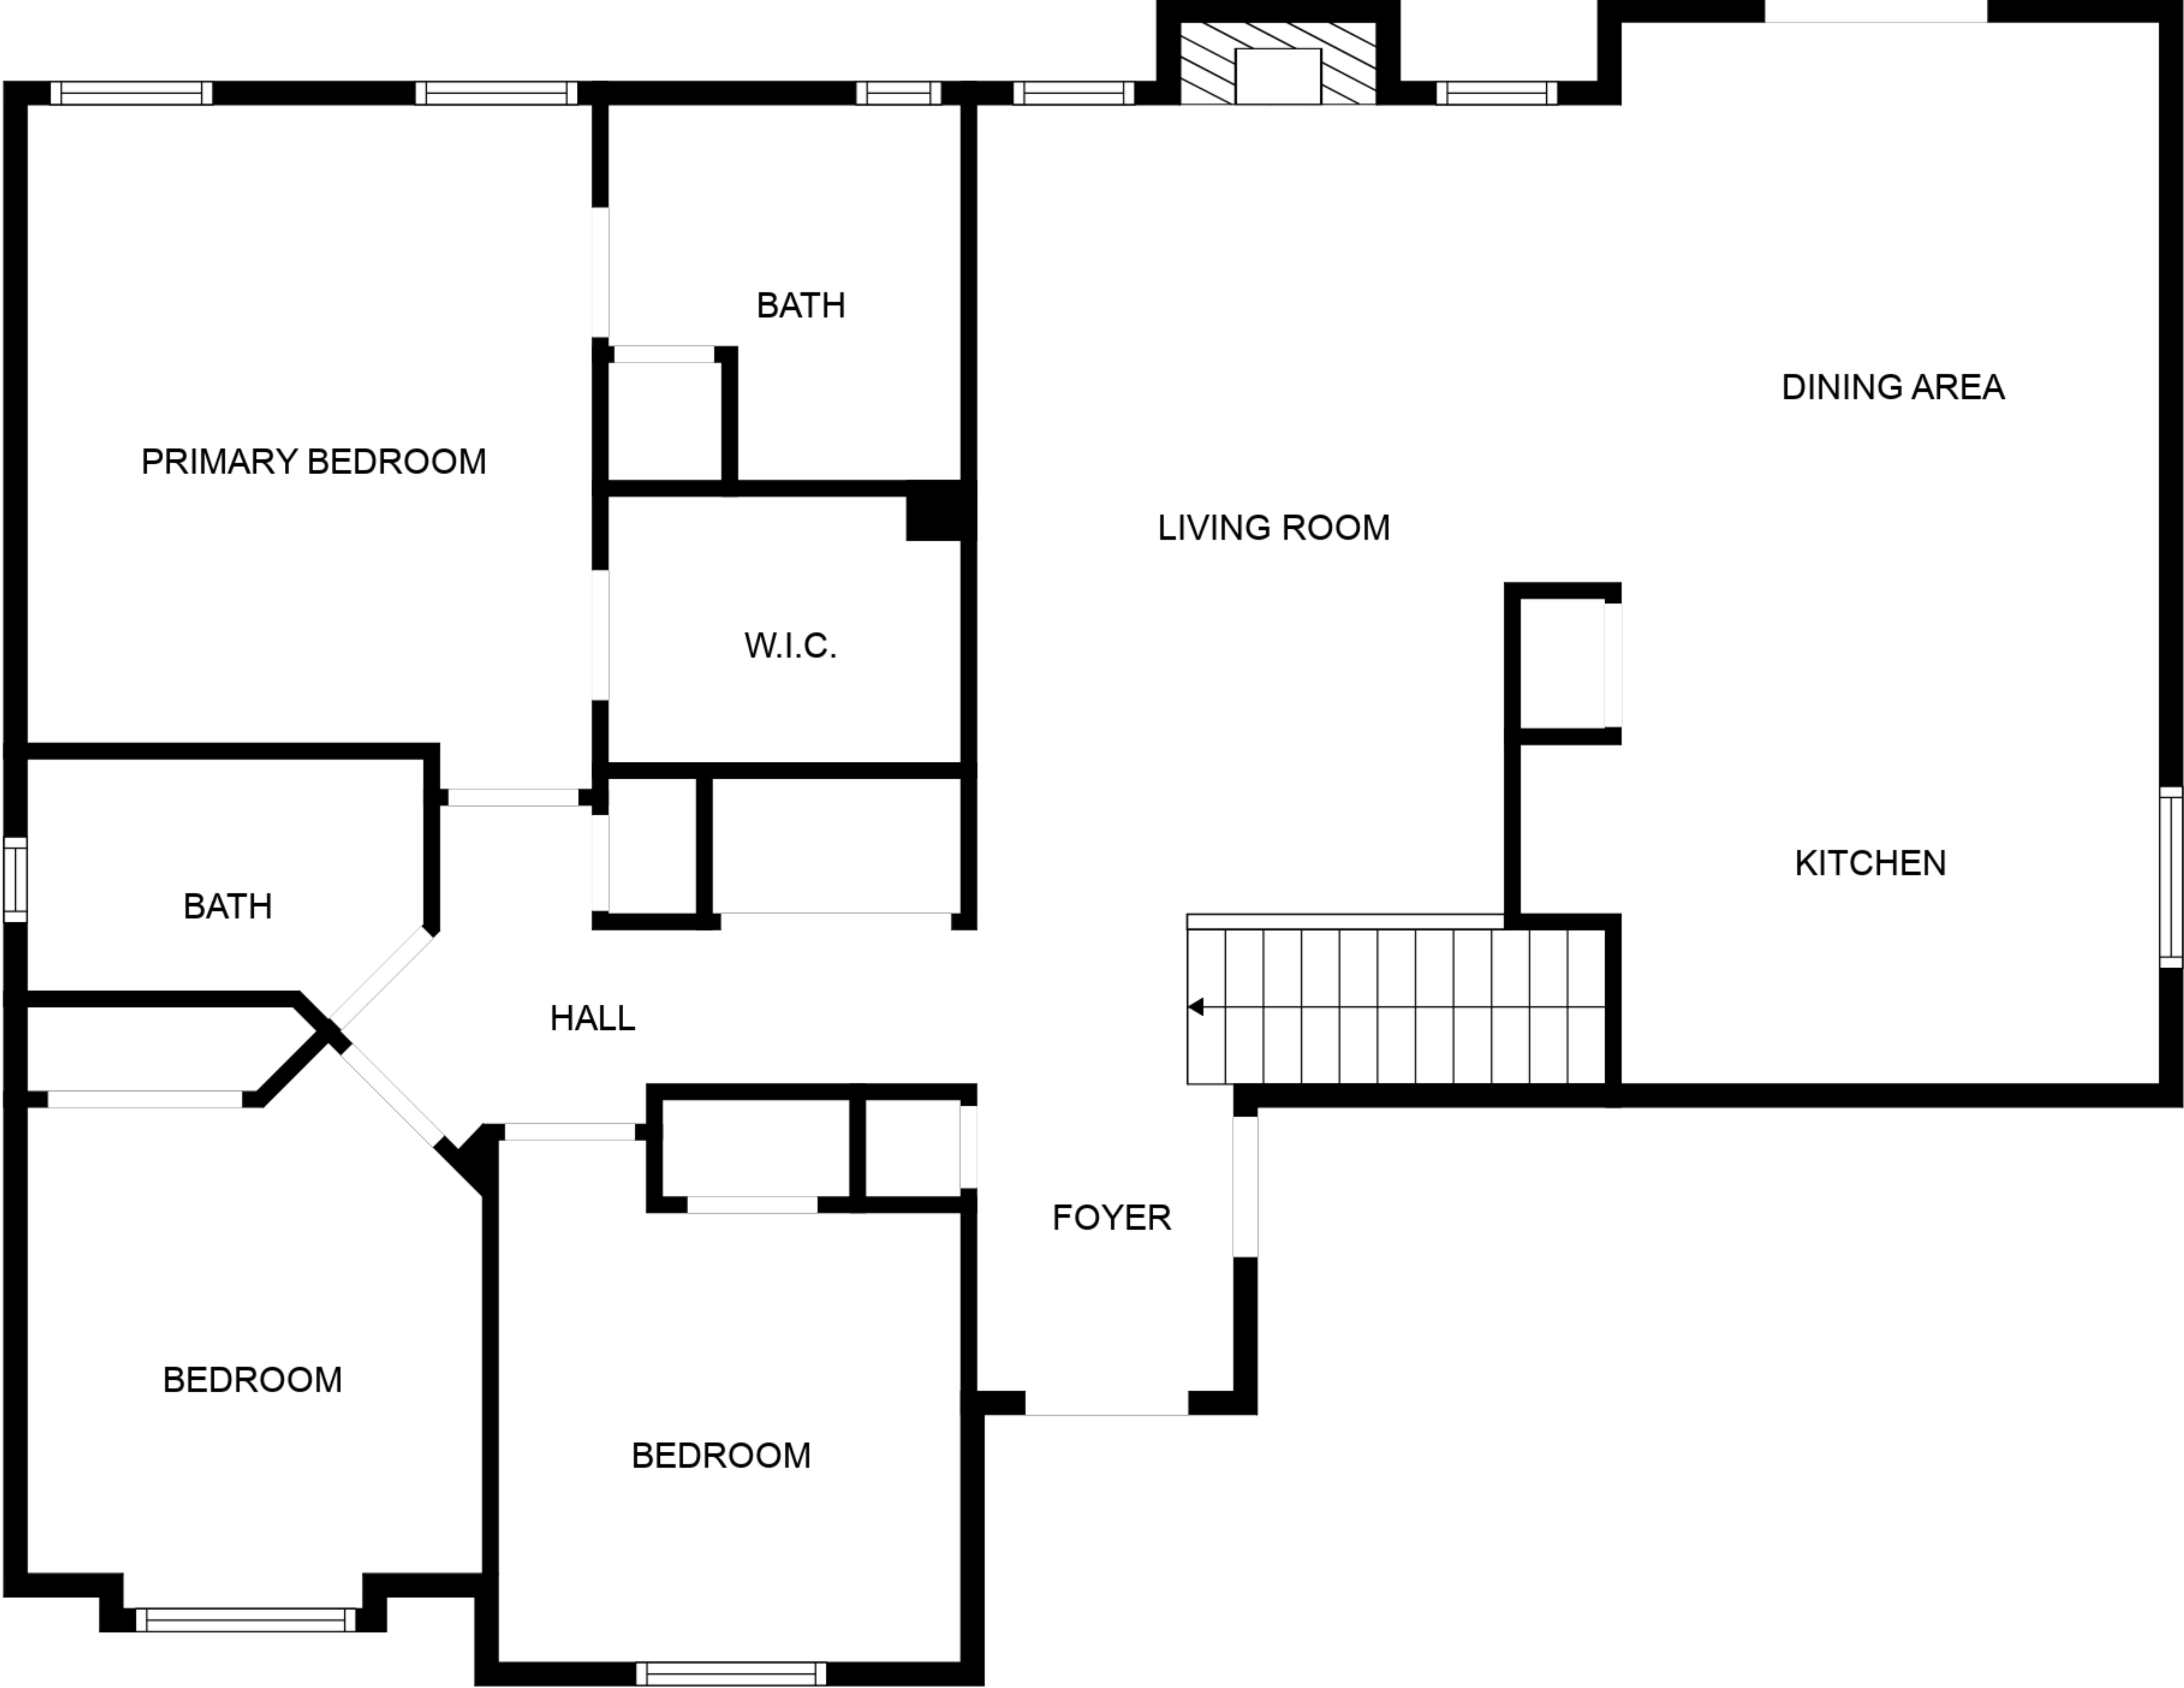 BATH
DINING AREA
PRIMARY BEDROOM
LIVING ROOM
W.I.C.
KITCHEN
BATH
HALL
FOYER
BEDROOM
BEDROOM